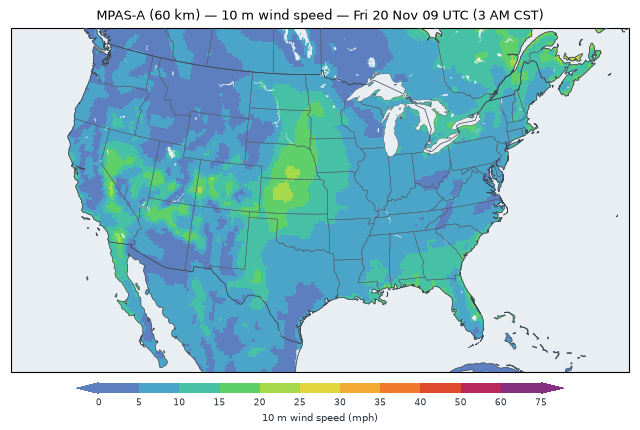 MPAS-A (60 km) — 10 m wind speed — Fri 20 Nov 09 UTC (3 AM CST)
0 5 10 15 20 25 30 35 40 50 60 75
10 m wind speed (mph)